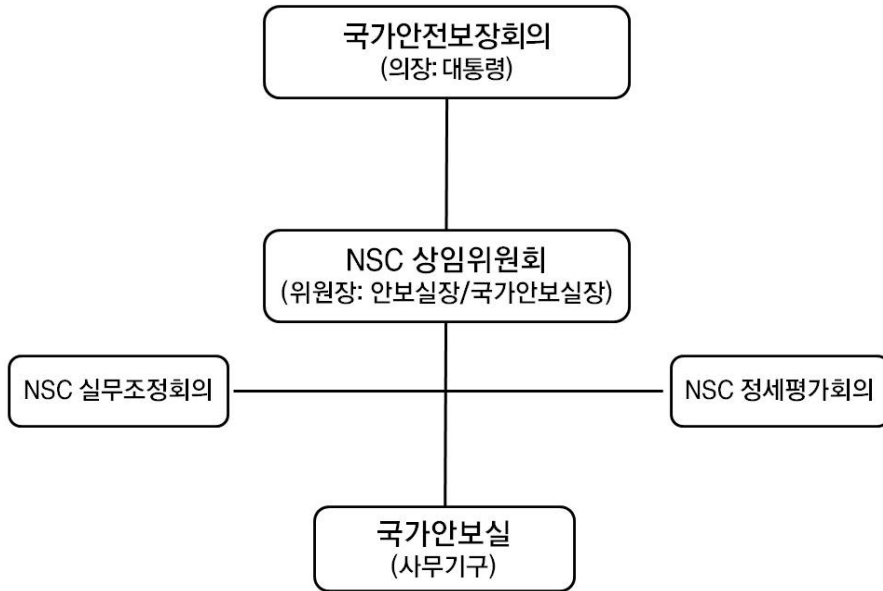 국가안전보장회의
(의장: 대통령)
NSC 상임위원회
(위원장: 안보실장/국가안보실장)
NSC 실무조정회의
NSC 정세평가회의
국가안보실
(사무기구)